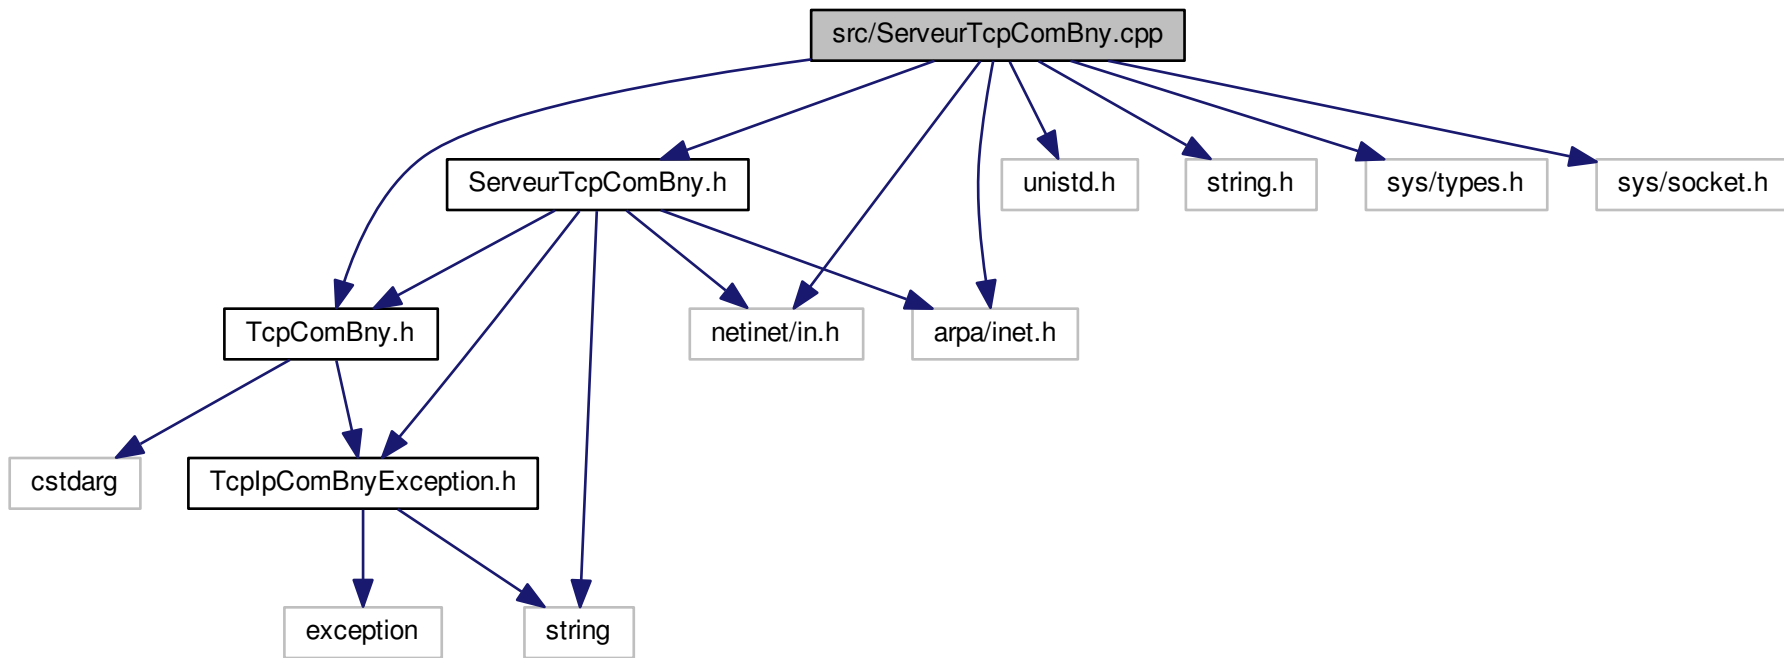 src/ServeurTcpComBny.cpp
ServeurTcpComBny.h
unistd.h
string.h
sys/types.h
sys/socket.h
TcpComBny.h
netinet/in.h
arpa/inet.h
cstdarg
TcpIpComBnyException.h
exception
string